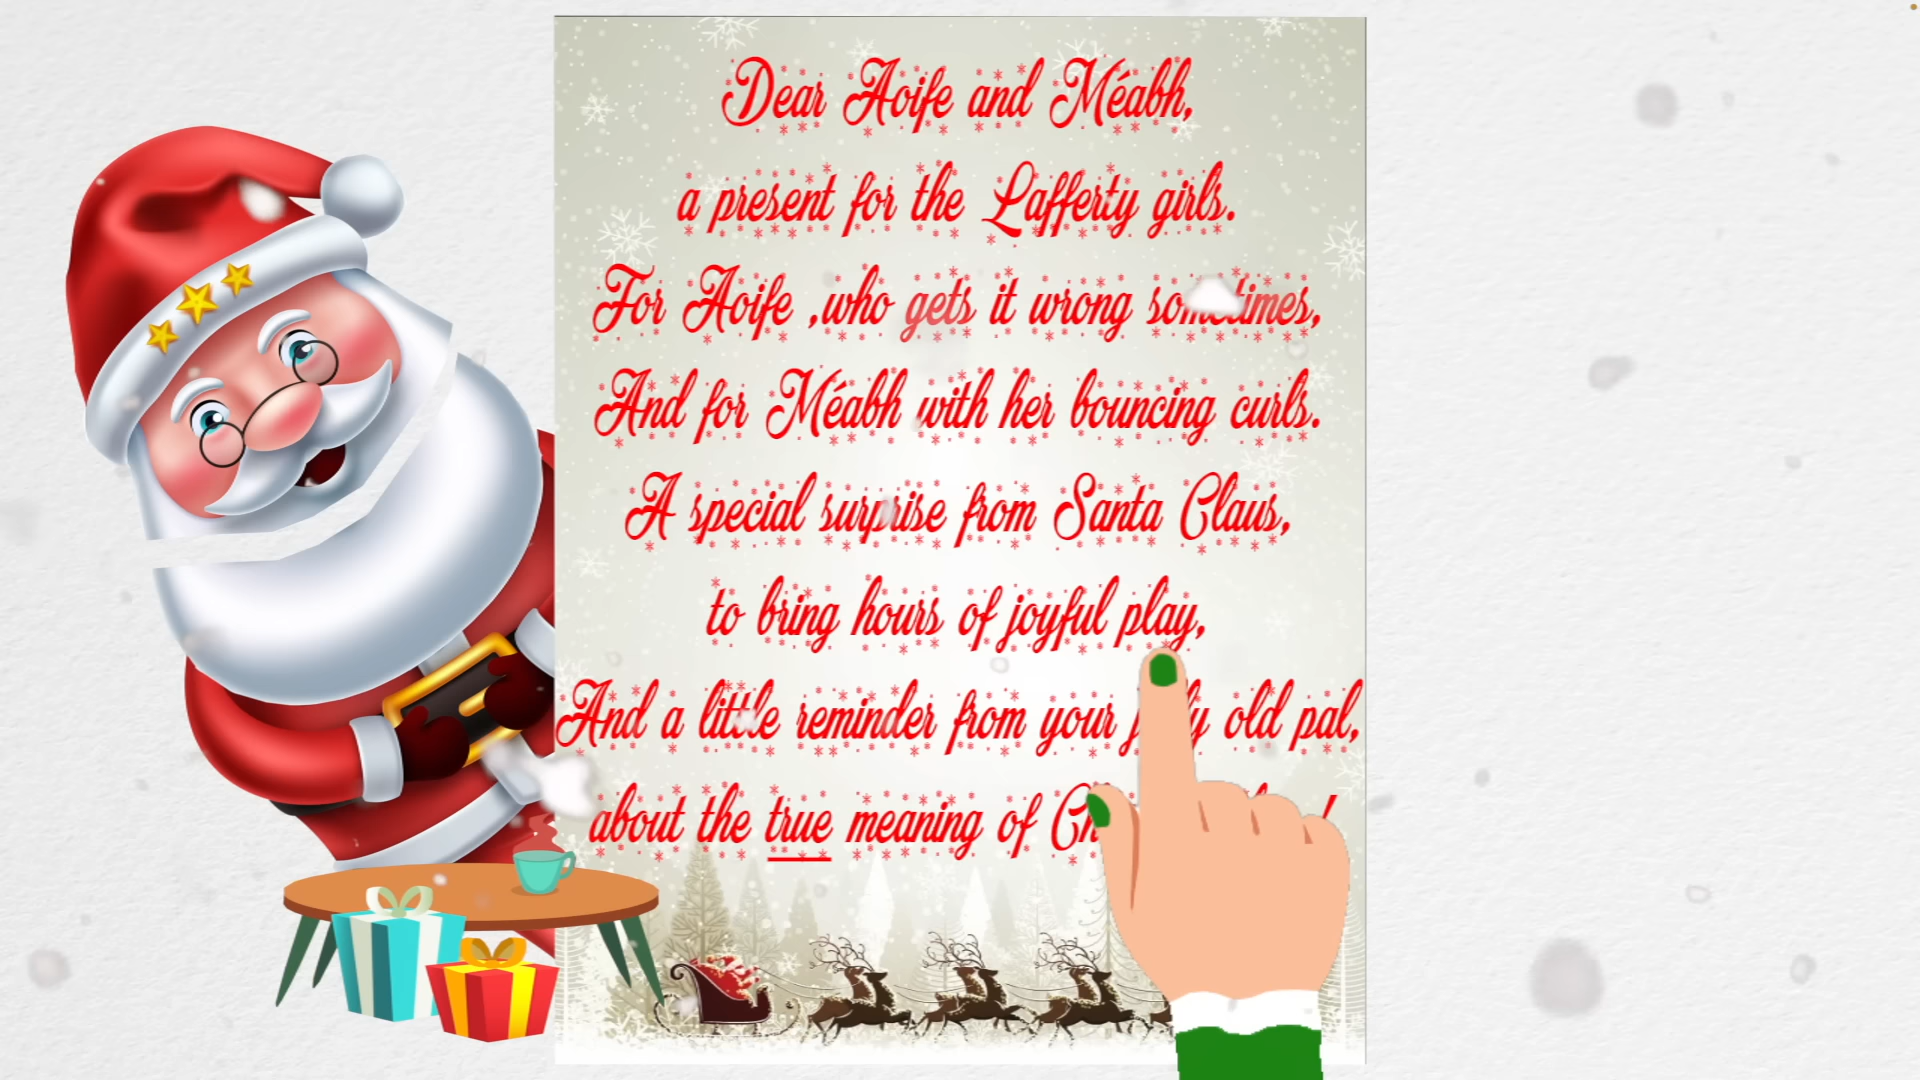 Dear Aoife and Méabh,
a present for the Lafferty girls.
For Aoife ,who gets it wrong sometimes,
And for Méabh with her bouncing curls.
A special surprise from Santa Claus,
to bring hours of joyful play,
And a little reminder from your old pal,
about the true meaning of